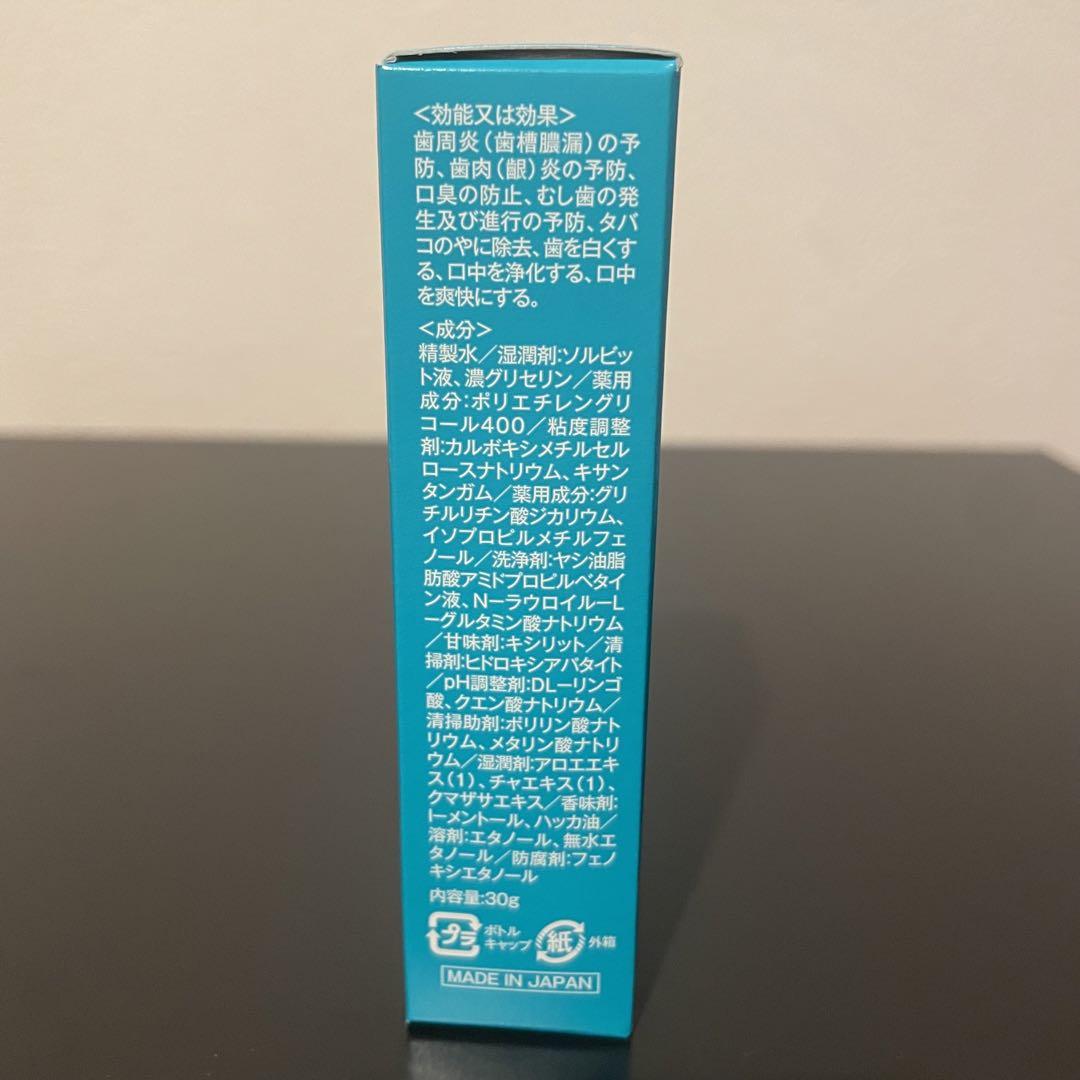 <効能又は効果>
歯周炎(歯槽膿漏)の予
防、歯肉(齦)炎の予防、
口臭の防止、むし歯の発
生及び進行の予防、タバ
コのやに除去、歯を白くす
る、口中を浄化する、口中
を爽快にする。
<成分>
精製水/湿潤剤:ソルビッ
ト液、濃グリセリン/薬用
成分:ポリエチレングリ
コール400/粘度調整
剤:カルボキシメチルセル
ロースナトリウム、キサン
タンガム/薬用成分:グリ
チルリチン酸ジカリウム、
イソプロピルメチルフェ
ノール/洗浄剤:ヤシ油脂
肪酸アミドプロピルベタイ
ン液、NーラウロイルーL
ーグルタミン酸ナトリウム
/甘味剤:キシリット/清
掃剤:ヒドロキシアパタイト
/pH調整剤:DLーリンゴ
酸、クエン酸ナトリウム/
清掃助剤:ポリリン酸ナト
リウム、メタリン酸ナトリ
ウム/湿潤剤:アロエエキ
ス(1)、チャエキス(1)、
クマザサエキス/香味剤:
lーメントール、ハッカ油/
溶剤:エタノール、無水エ
タノール/防腐剤:フェノ
キシエタノール
内容量:30g
プラ ボトル キャップ 紙 外箱
MADE IN JAPAN